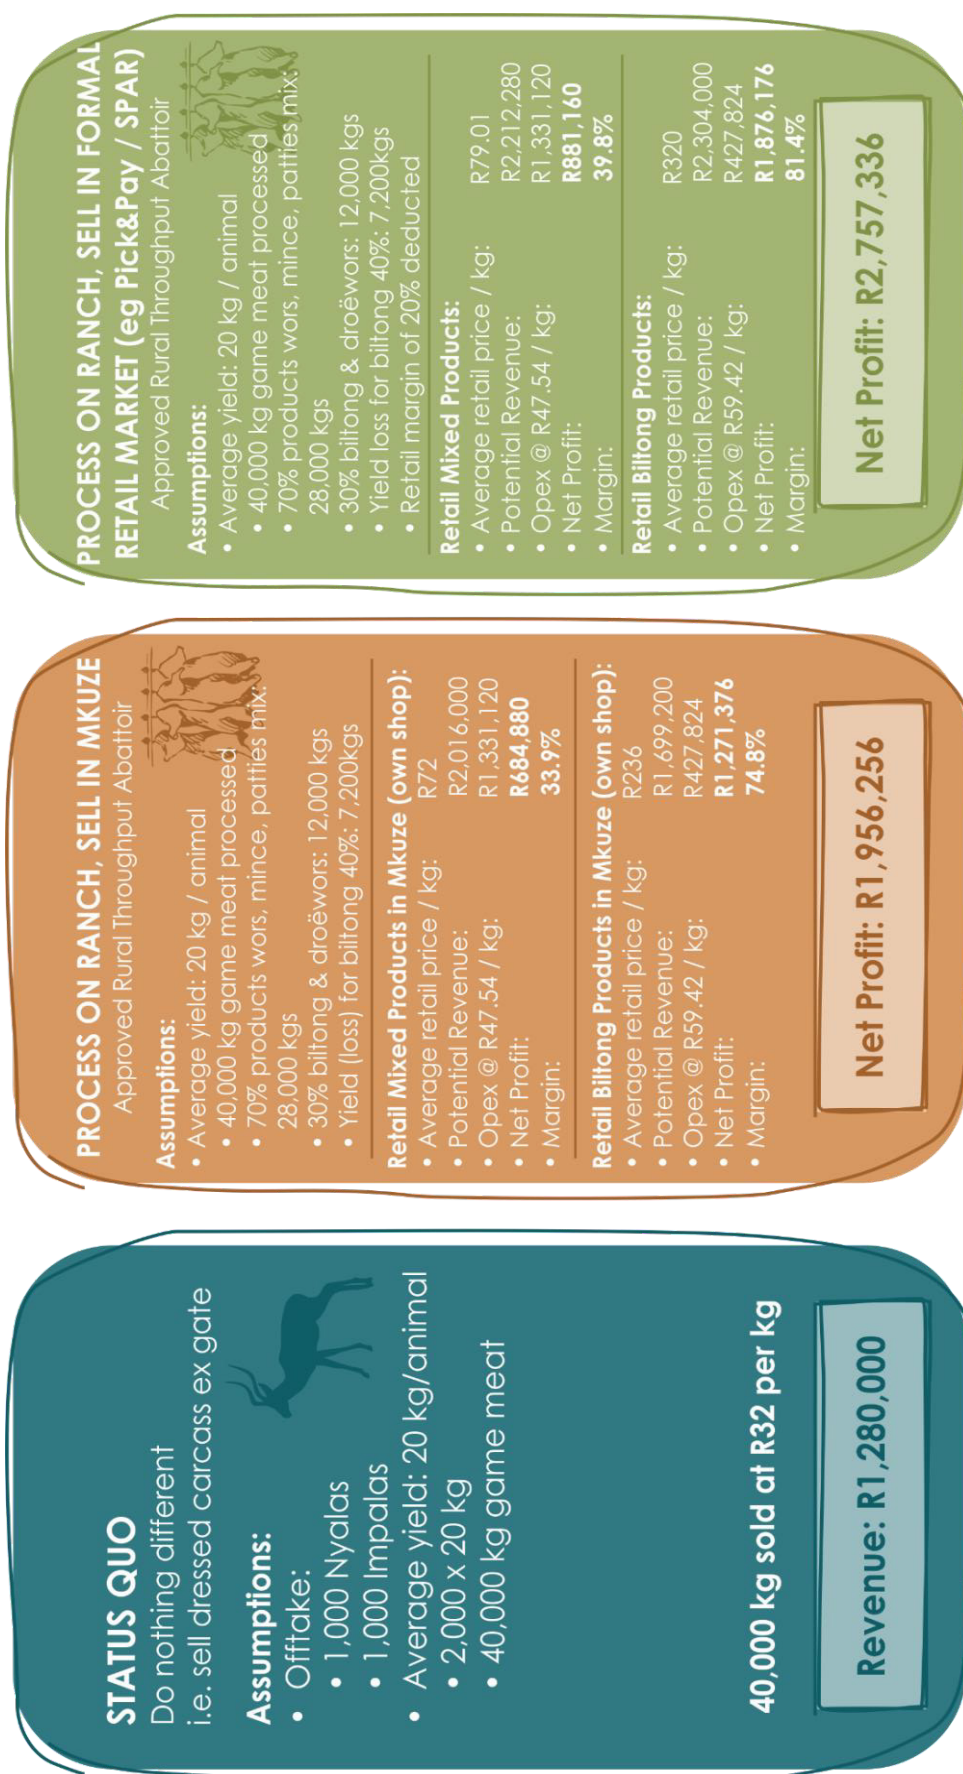 STATUS QUO
Do nothing different
i.e. sell dressed carcass ex gate
Assumptions:
• Offtake:
• 1,000 Nyalas
• 1,000 Impalas
• Average yield: 20 kg/animal
• 2,000 x 20 kg
• 40,000 kg game meat
40,000 kg sold at R32 per kg
Revenue: R1,280,000
PROCESS ON RANCH, SELL IN MKUZE
Approved Rural Throughput Abattoir
Assumptions:
• Average yield: 20 kg / animal
• 40,000 kg game meat processed
• 70% products wors, mince, patties mix:
28,000 kgs
• 30% biltong & droëwors: 12,000 kgs
• Yield (loss) for biltong 40%: 7,200kgs
Retail Mixed Products in Mkuze (own shop):
• Average retail price / kg: R72
• Potential Revenue: R2,016,000
• Opex @ R47.54 / kg: R1,331,120
• Net Profit: R684,880
• Margin: 33.9%
Retail Biltong Products in Mkuze (own shop):
• Average retail price / kg: R236
• Potential Revenue: R1,699,200
• Opex @ R59.42 / kg: R427,824
• Net Profit: R1,271,376
• Margin: 74.8%
Net Profit: R1,956,256
PROCESS ON RANCH, SELL IN FORMAL
RETAIL MARKET (eg Pick&Pay / SPAR)
Approved Rural Throughput Abattoir
Assumptions:
• Average yield: 20 kg / animal
• 40,000 kg game meat processed
• 70% products wors, mince, patties mix:
28,000 kgs
• 30% biltong & droëwors: 12,000 kgs
• Yield loss for biltong 40%: 7,200kgs
• Retail margin of 20% deducted
Retail Mixed Products:
• Average retail price / kg: R79.01
• Potential Revenue: R2,212,280
• Opex @ R47.54 / kg: R1,331,120
• Net Profit: R881,160
• Margin: 39.8%
Retail Biltong Products:
• Average retail price / kg: R320
• Potential Revenue: R2,304,000
• Opex @ R59.42 / kg: R427,824
• Net Profit: R1,876,176
• Margin: 81.4%
Net Profit: R2,757,336